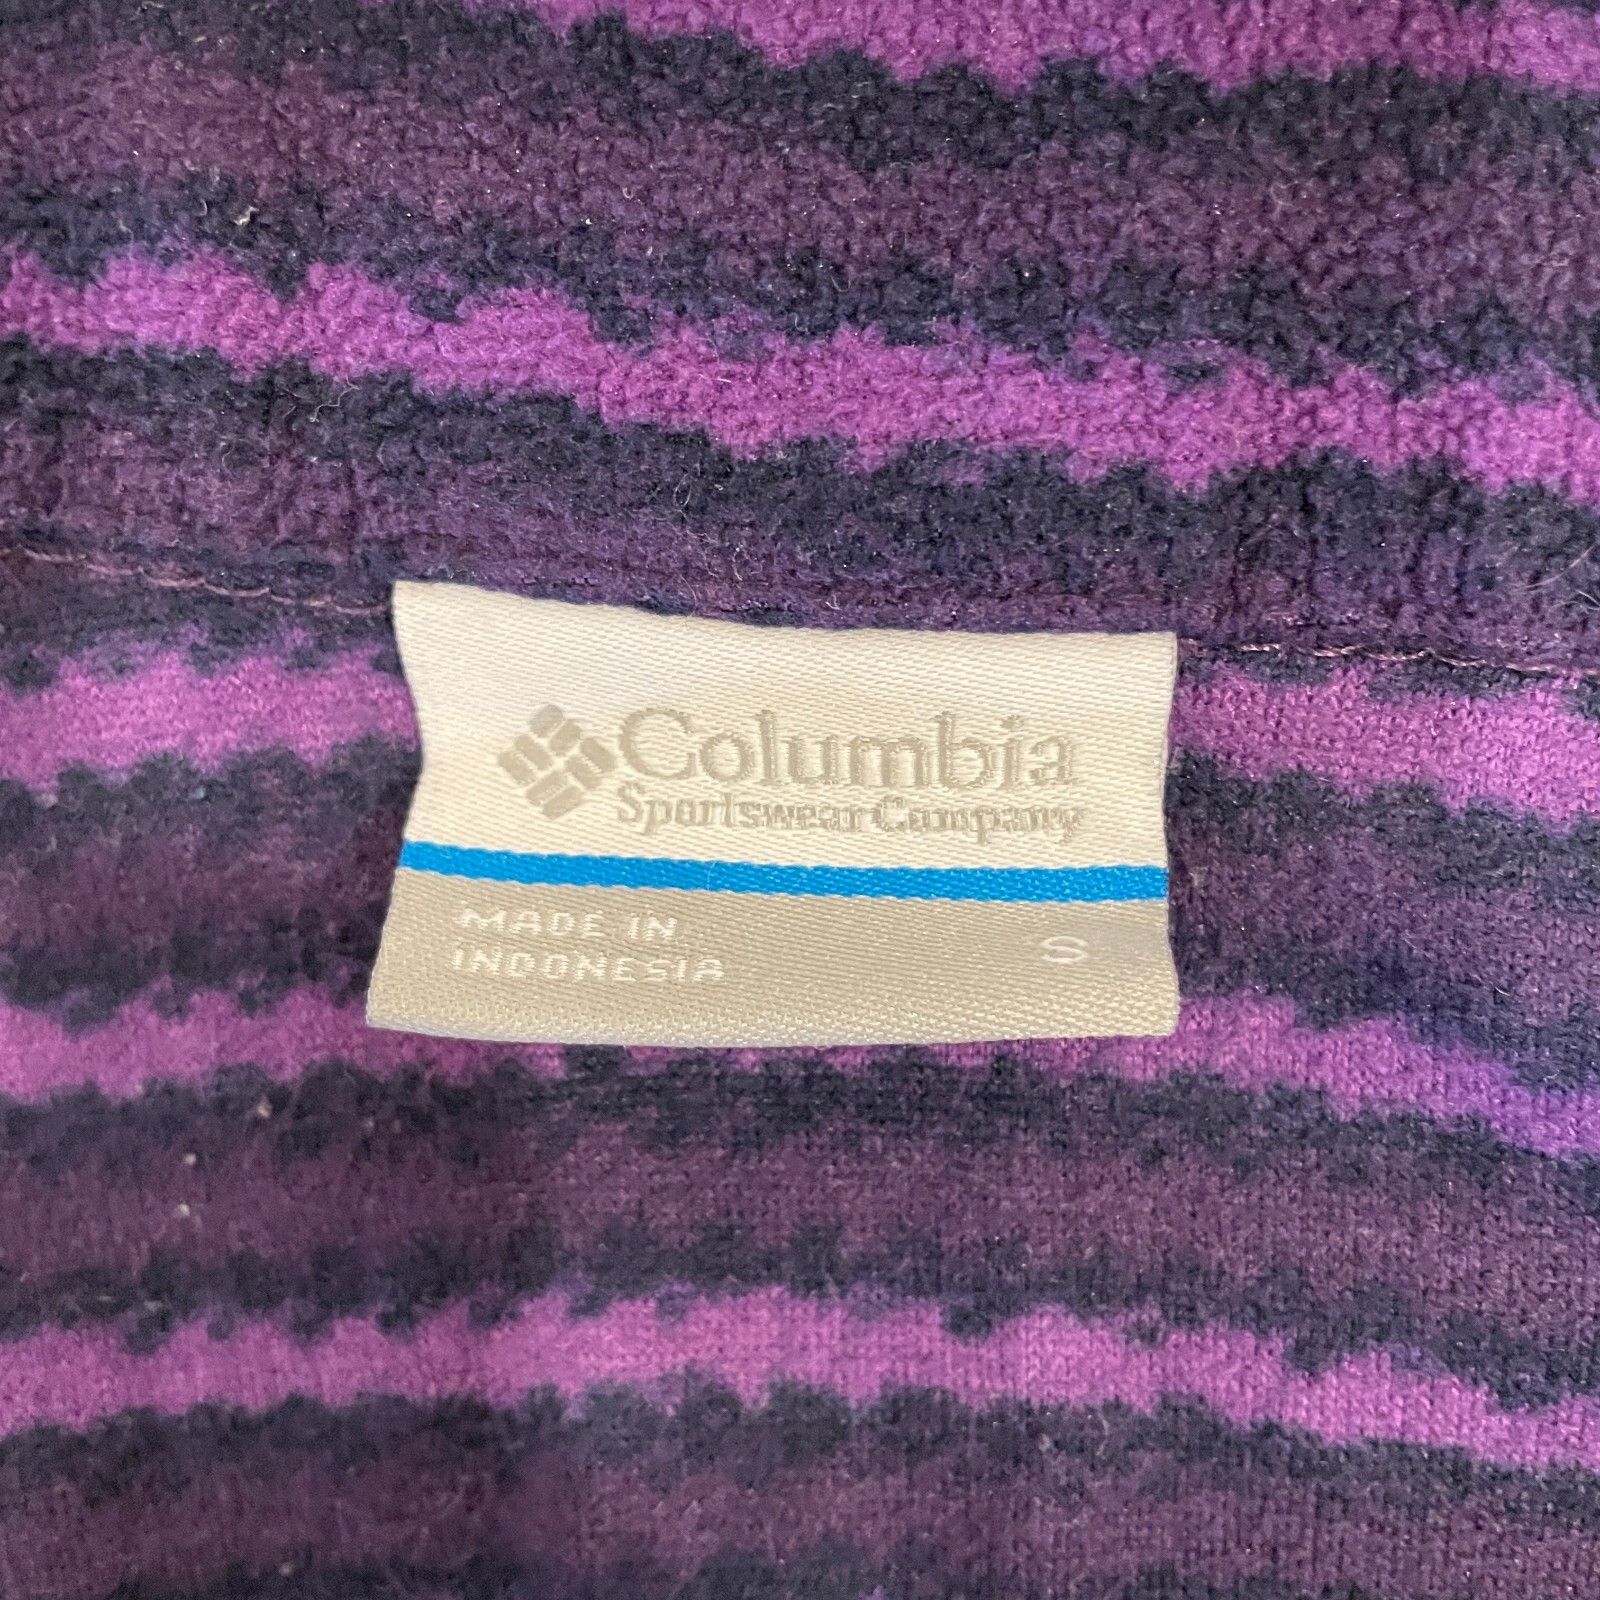 Columbia
Sportswear Company
MADE IN
INDONESIA
S